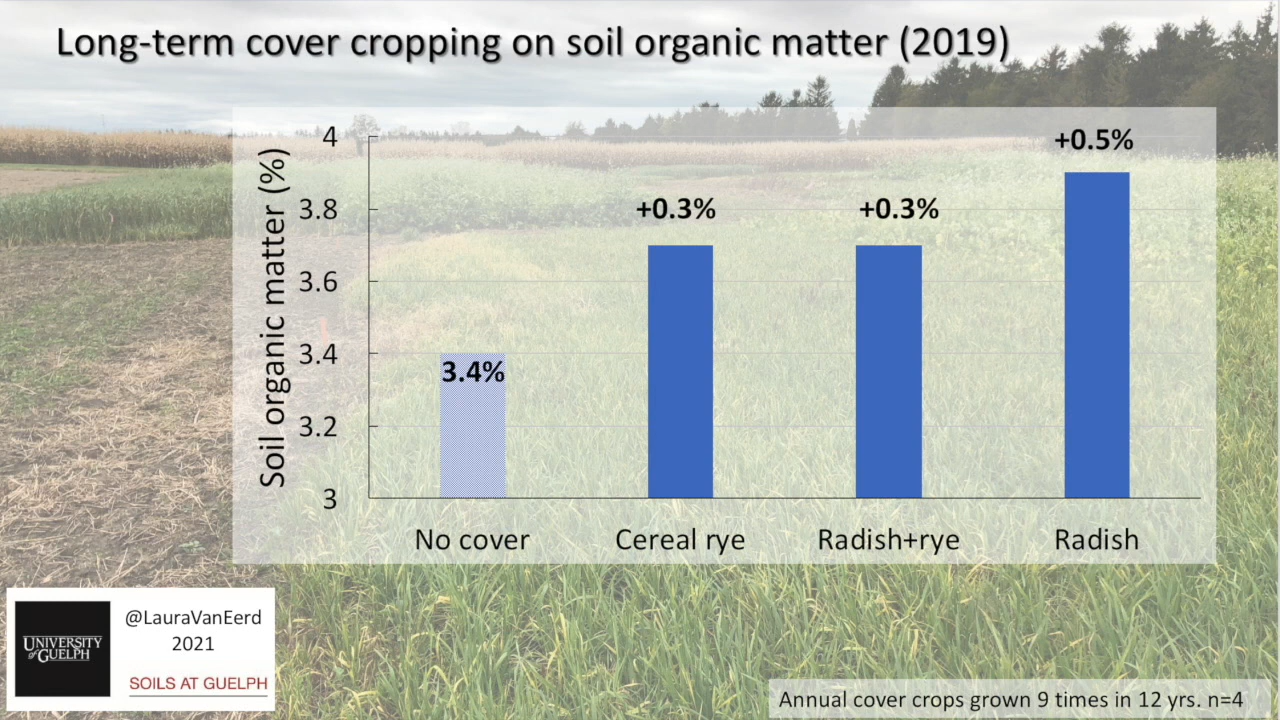 Long-term cover cropping on soil organic matter (2019)
Soil organic matter (%)
4
3.8
3.6
3.4
3.2
3
3.4%
+0.3%
+0.3%
+0.5%
No cover
Cereal rye
Radish+rye
Radish
UNIVERSITY
of GUELPH
@LauraVanEerd
2021
SOILS AT GUELPH
Annual cover crops grown 9 times in 12 yrs. n=4